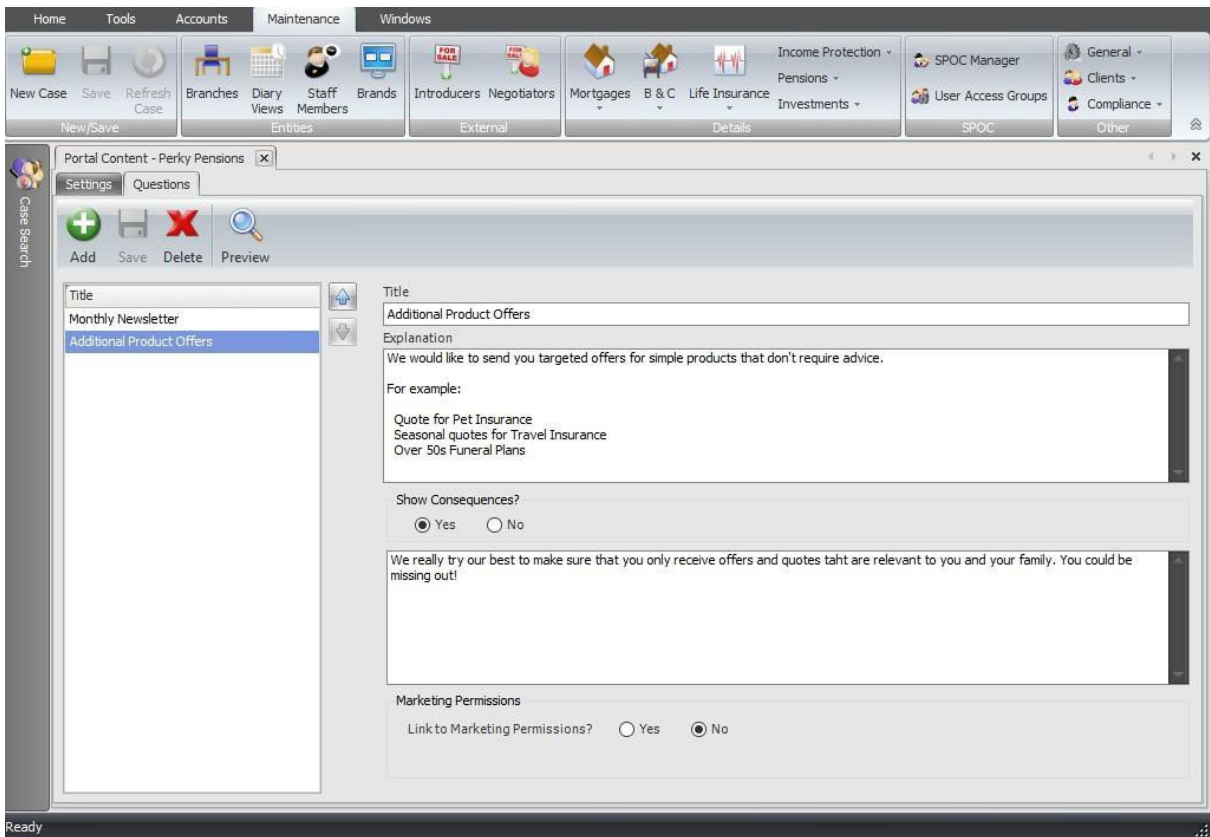 Home Tools Accounts Maintenance Windows
New Case Save Refresh Case Branches Diary Views Staff Members Brands Introducers Negotiators Mortgages B & C Life Insurance Income Protection Pensions Investments SPOC Manager User Access Groups General Clients Compliance
FOR SALE
FOR SALE
New/Save Entities External Details SPOC Other
Case Search
Portal Content - Perky Pensions
Settings Questions
Add Save Delete Preview
Title
Monthly Newsletter
Additional Product Offers
Title
Additional Product Offers
Explanation
We would like to send you targeted offers for simple products that don't require advice.
For example:
Quote for Pet Insurance
Seasonal quotes for Travel Insurance
Over 50s Funeral Plans
Show Consequences?
Yes No
We really try our best to make sure that you only receive offers and quotes taht are relevant to you and your family. You could be
missing out!
Marketing Permissions
Link to Marketing Permissions? Yes No
Ready